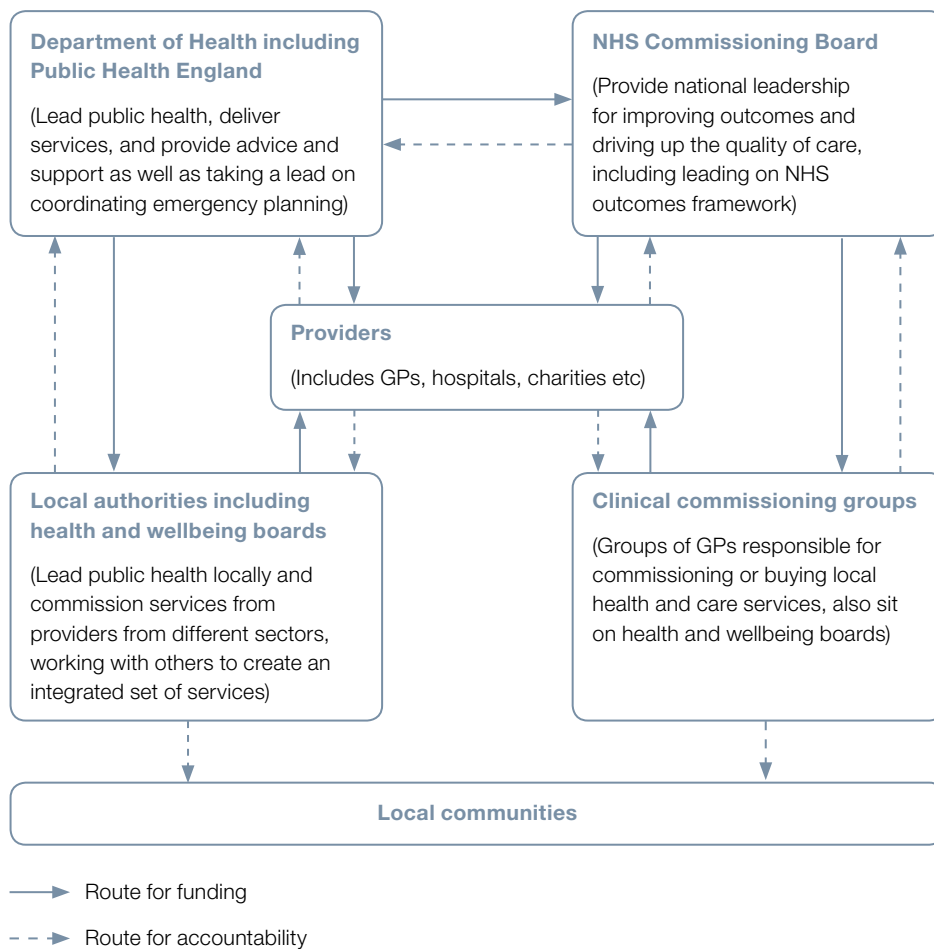 Department of Health including
Public Health England
(Lead public health, deliver
services, and provide advice and
support as well as taking a lead on
coordinating emergency planning)
NHS Commissioning Board
(Provide national leadership
for improving outcomes and
driving up the quality of care,
including leading on NHS
outcomes framework)
Providers
(Includes GPs, hospitals, charities etc)
Local authorities including
health and wellbeing boards
(Lead public health locally and
commission services from
providers from different sectors,
working with others to create an
integrated set of services)
Clinical commissioning groups
(Groups of GPs responsible for
commissioning or buying local
health and care services, also sit
on health and wellbeing boards)
Local communities
Route for funding
Route for accountability